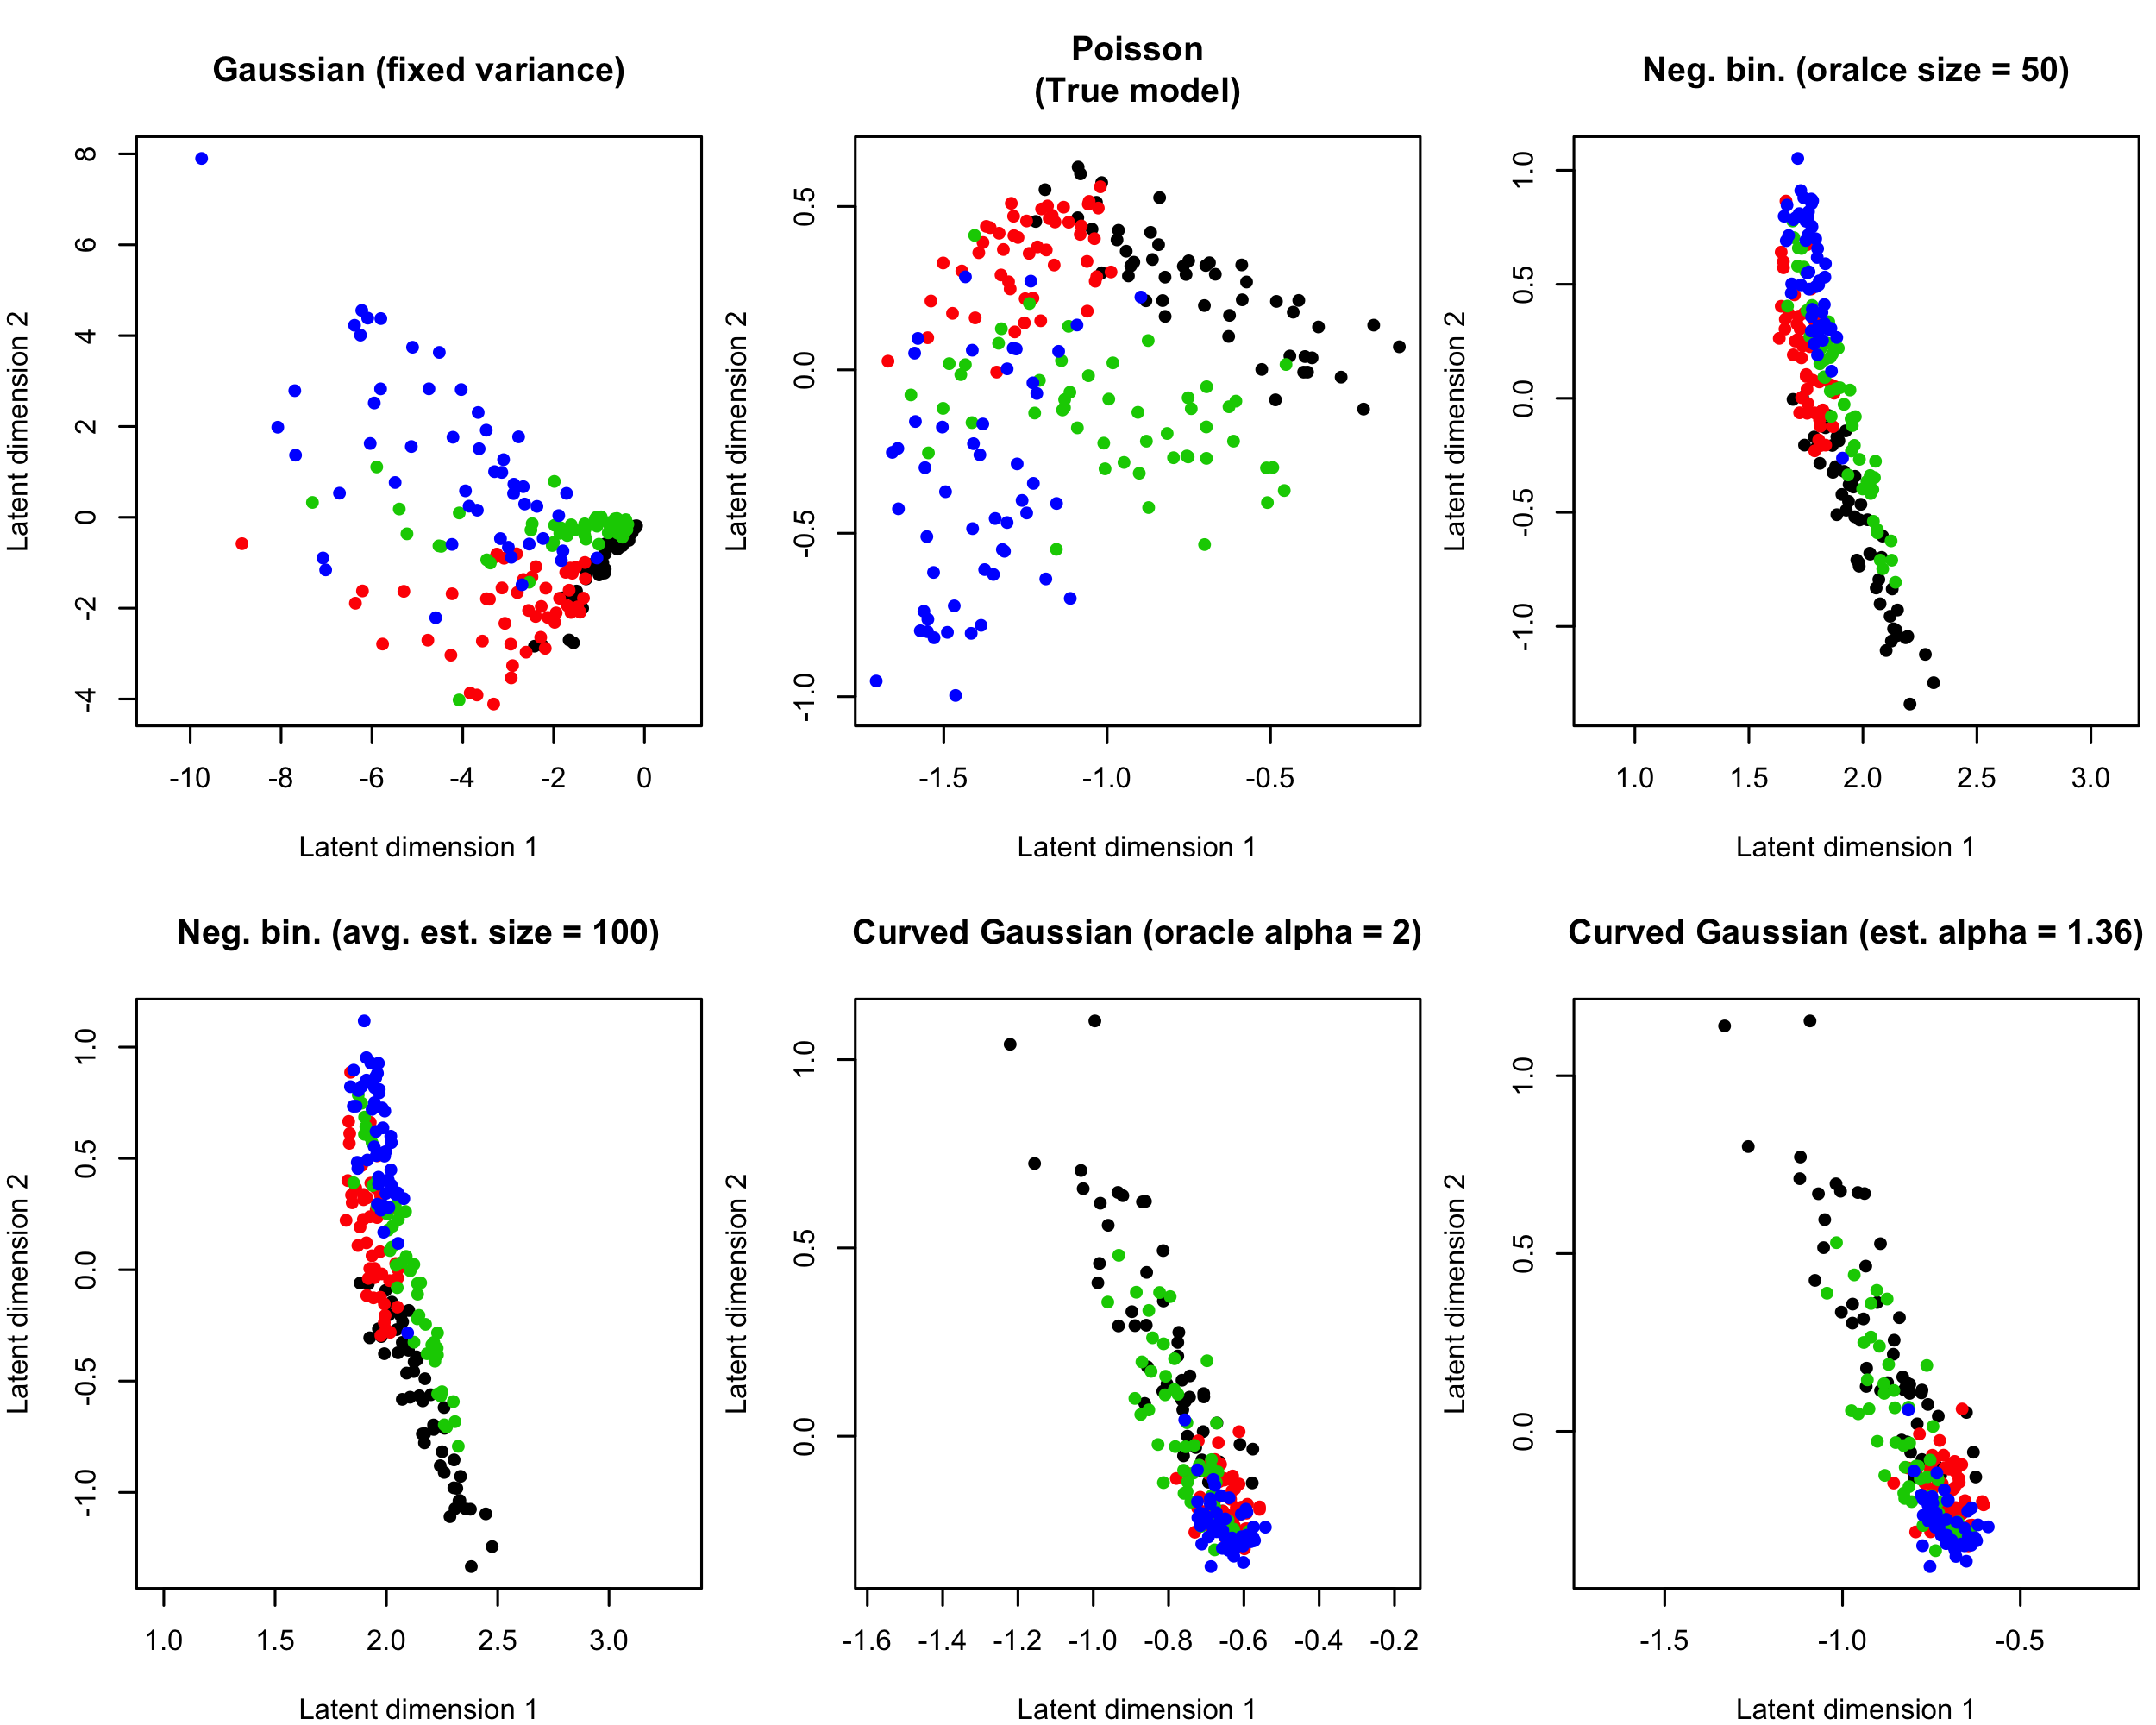 Gaussian (fixed variance)
Latent dimension 2
8
6
4
2
0
-2
-4
-10 -8 -6 -4 -2 0
Latent dimension 1
Poisson
(True model)
Latent dimension 2
0.5
0.0
-0.5
-1.0
-1.5 -1.0 -0.5
Latent dimension 1
Neg. bin. (oralce size = 50)
Latent dimension 2
1.0
0.5
0.0
-0.5
-1.0
1.0 1.5 2.0 2.5 3.0
Latent dimension 1
Neg. bin. (avg. est. size = 100)
Latent dimension 2
1.0
0.5
0.0
-0.5
-1.0
1.0 1.5 2.0 2.5 3.0
Latent dimension 1
Curved Gaussian (oracle alpha = 2)
Latent dimension 2
1.0
0.5
0.0
-1.6 -1.4 -1.2 -1.0 -0.8 -0.6 -0.4 -0.2
Latent dimension 1
Curved Gaussian (est. alpha = 1.36)
Latent dimension 2
1.0
0.5
0.0
-1.5 -1.0 -0.5
Latent dimension 1